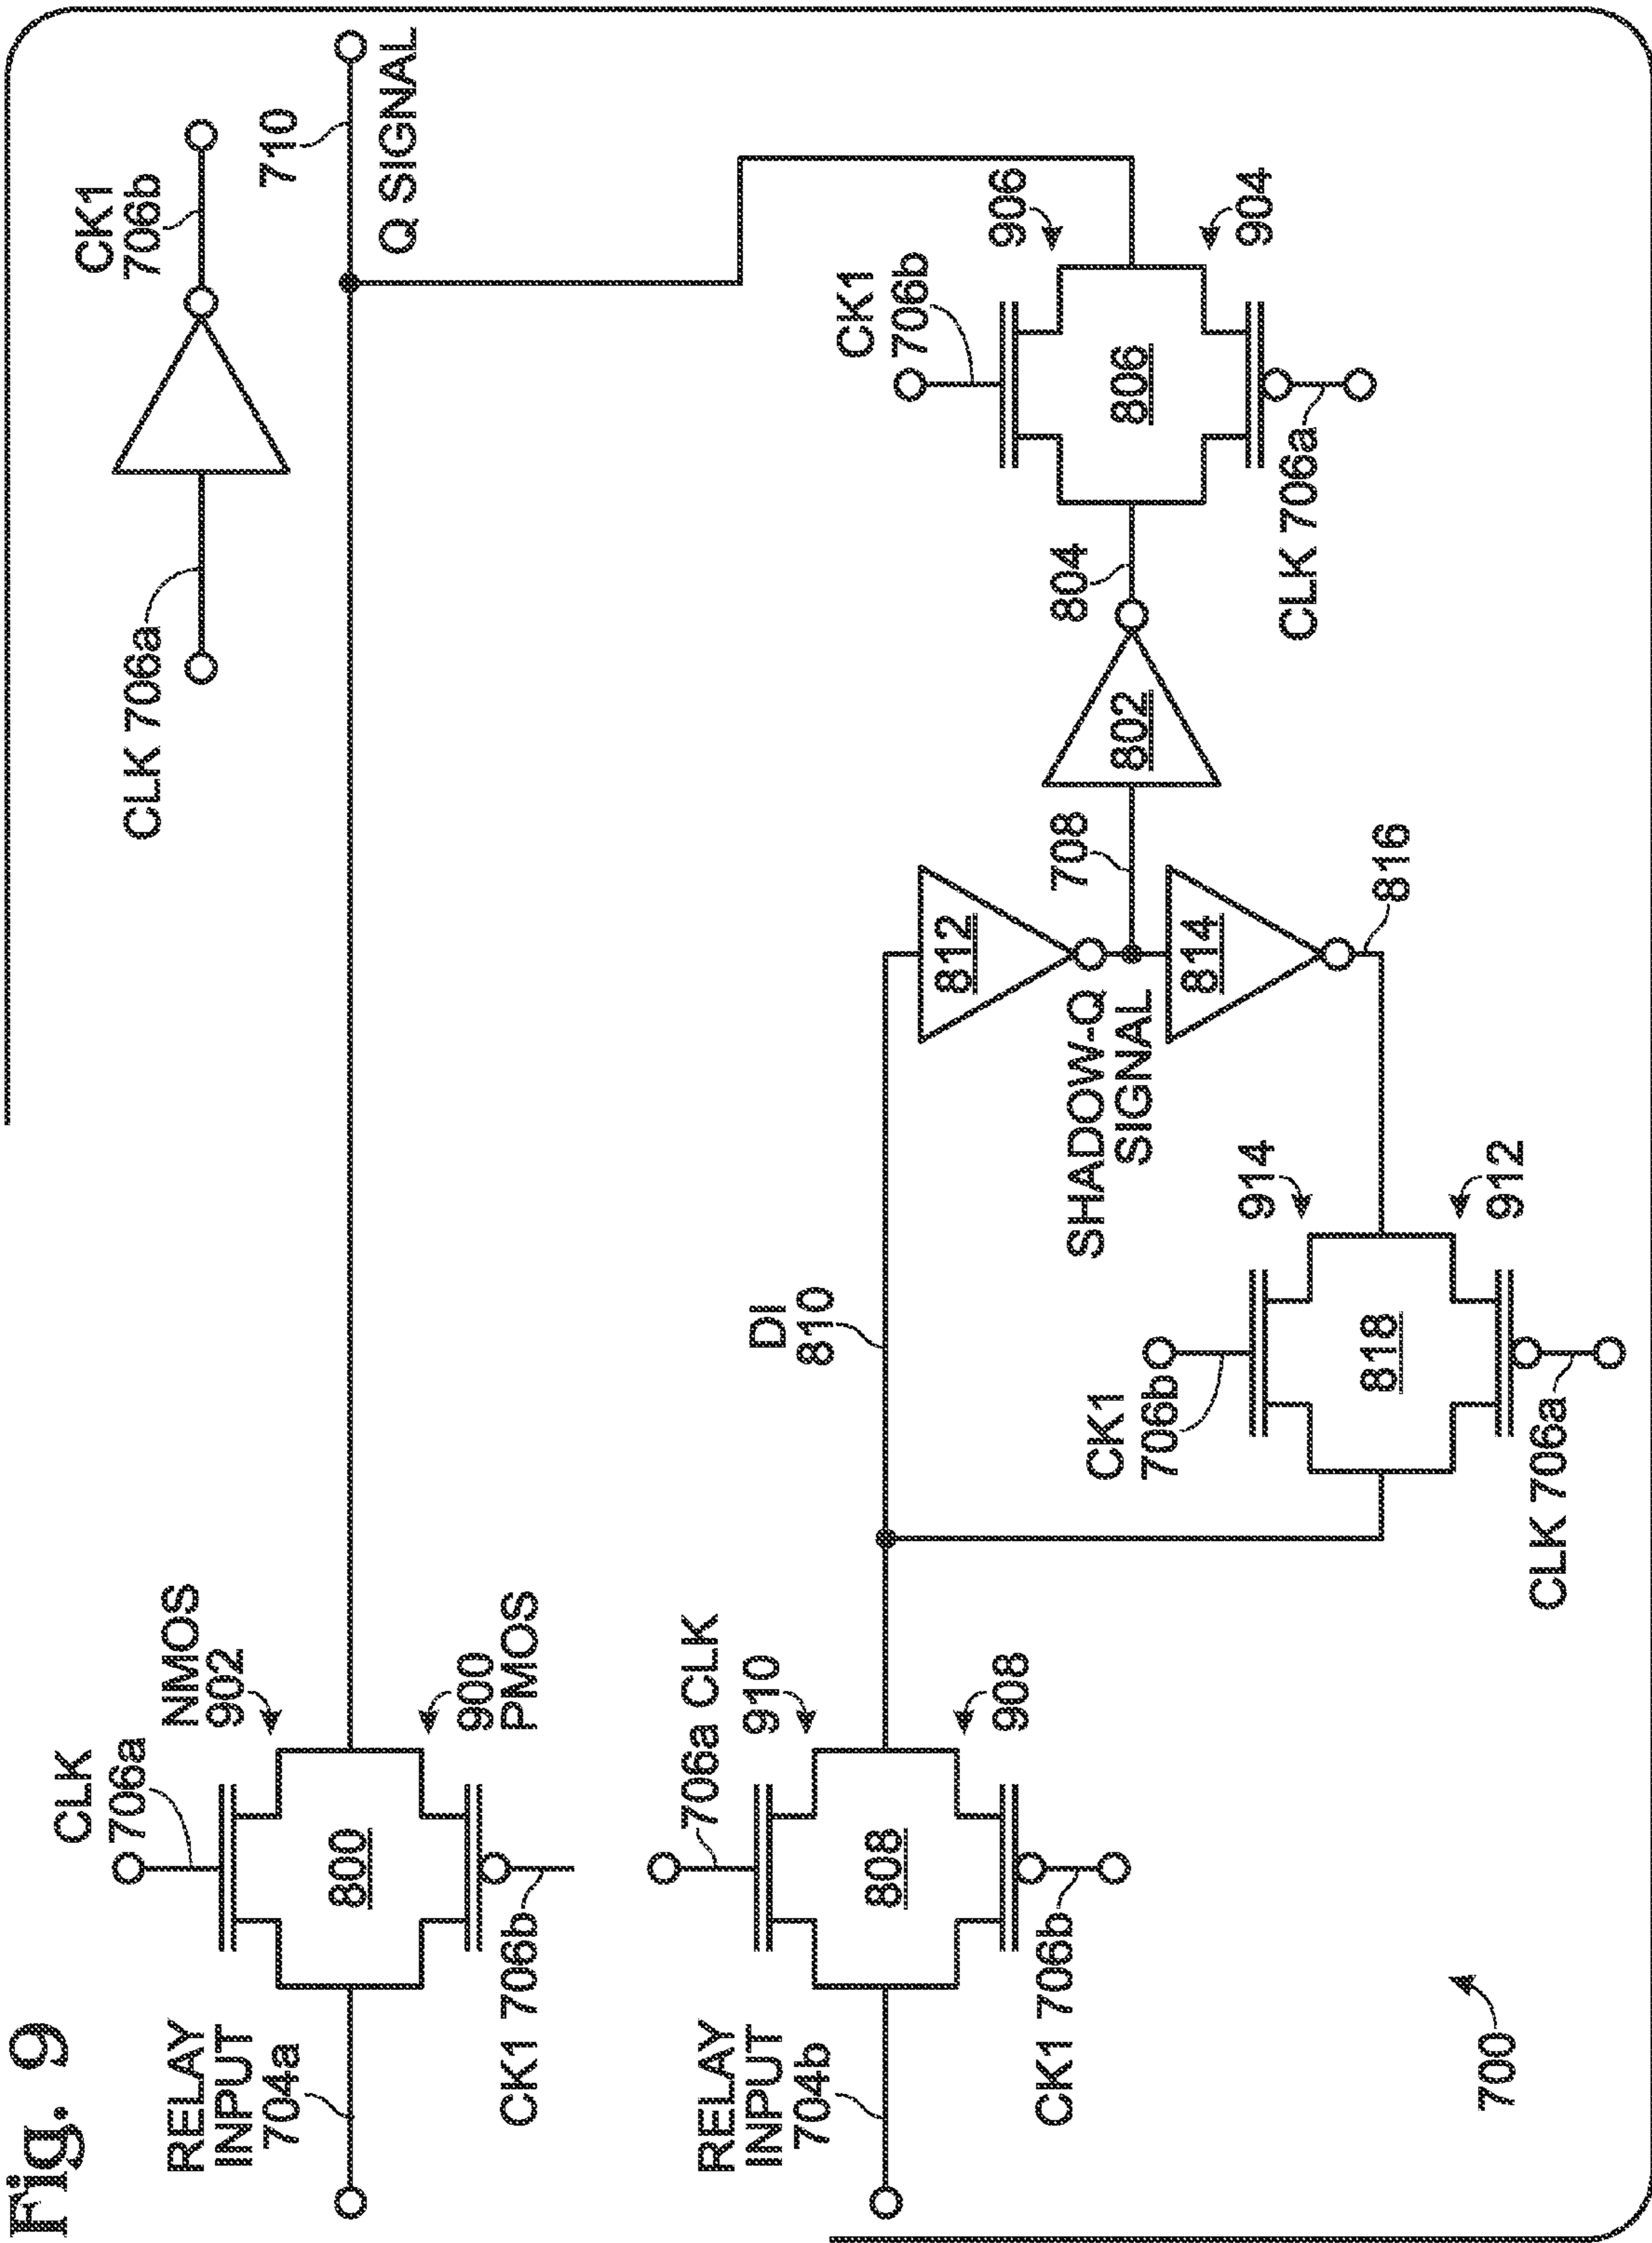 Fig. 9
CLK
706a
NMOS
902
RELAY
INPUT
704a
800
900
PMOS
CK1 706b
CLK 706a
CK1
706b
710
Q SIGNAL
706a CLK
910
RELAY
INPUT
704b
808
908
CK1 706b
DI
810
812
SHADOW-Q
SIGNAL
708
814
816
802
804
CK1
706b
906
806
904
CLK 706a
CK1
706b
914
818
912
CLK 706a
700